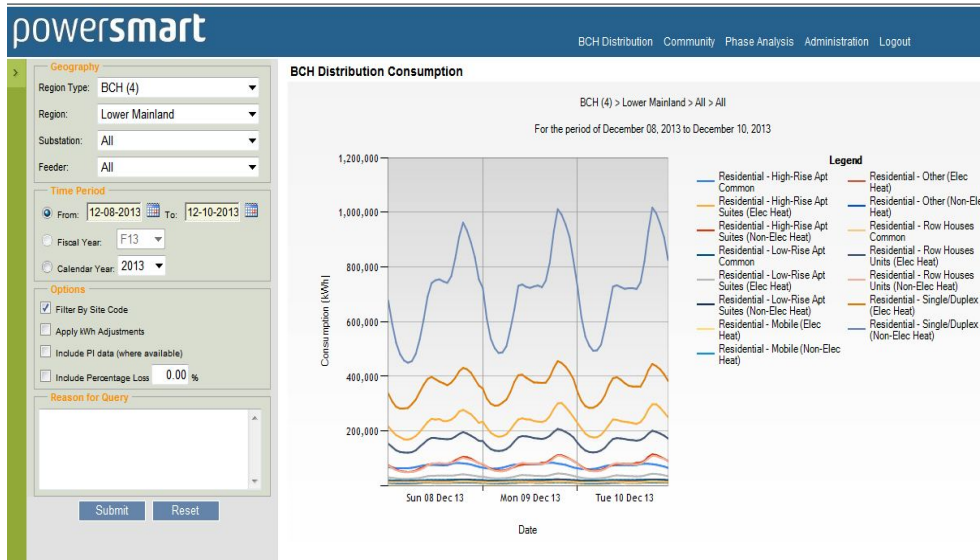 powersmart
BCH Distribution Community Phase Analysis Administration Logout
>
Geography
Region Type: BCH (4)
Region: Lower Mainland
Substation: All
Feeder: All
Time Period
From: 12-08-2013 To: 12-10-2013
Fiscal Year: F13
Calendar Year: 2013
Options
Filter By Site Code
Apply kWh Adjustments
Include PI data (where available)
Include Percentage Loss 0.00 %
Reason for Query
Submit Reset
BCH Distribution Consumption
BCH (4) > Lower Mainland > All > All
For the period of December 08, 2013 to December 10, 2013
Consumption [kWh]
1,200,000
1,000,000
800,000
600,000
400,000
200,000
Sun 08 Dec 13 Mon 09 Dec 13 Tue 10 Dec 13
Date
Legend
Residential - High-Rise Apt
Common
Residential - High-Rise Apt
Suites (Elec Heat)
Residential - High-Rise Apt
Suites (Non-Elec Heat)
Residential - Low-Rise Apt
Common
Residential - Low-Rise Apt
Suites (Elec Heat)
Residential - Low-Rise Apt
Suites (Non-Elec Heat)
Residential - Mobile (Elec
Heat)
Residential - Mobile (Non-Elec
Heat)
Residential - Other (Elec
Heat)
Residential - Other (Non-Ele
Heat)
Residential - Row Houses
Common
Residential - Row Houses
Units (Elec Heat)
Residential - Row Houses
Units (Non-Elec Heat)
Residential - Single/Duplex
(Elec Heat)
Residential - Single/Duplex
(Non-Elec Heat)